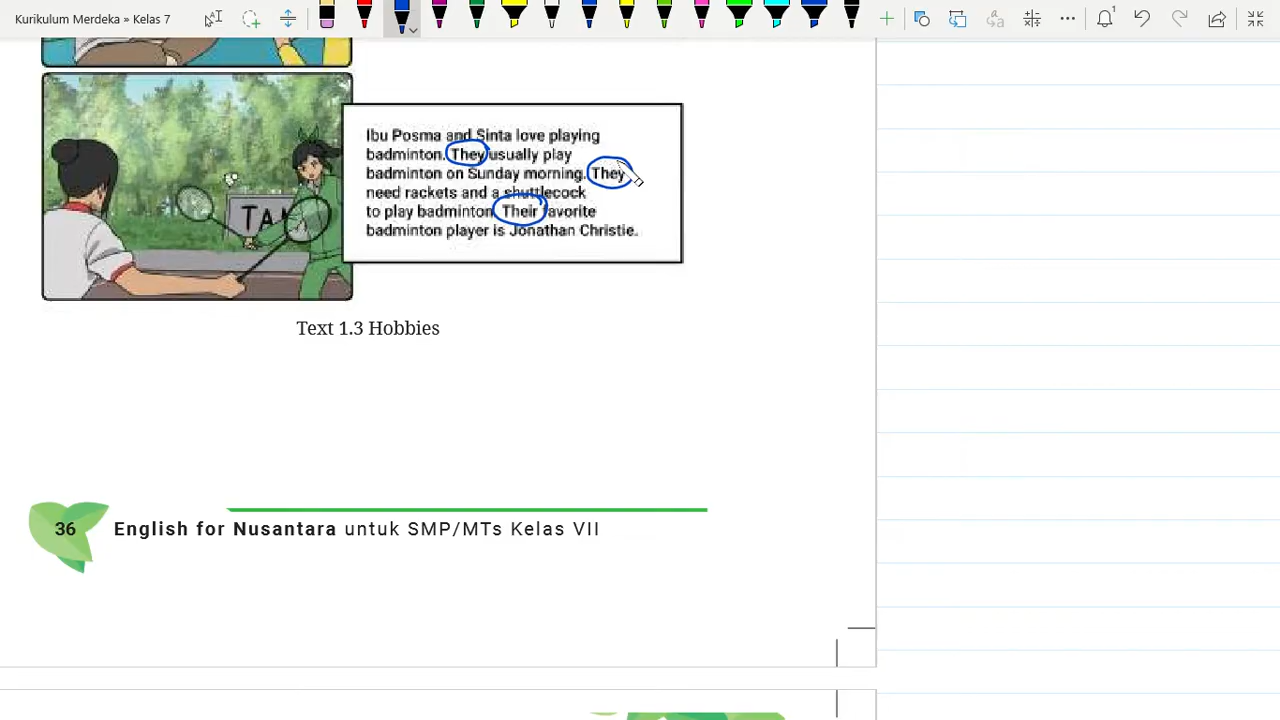 Kurikulum Merdeka » Kelas 7
1
TA
Ibu Posma and Sinta love playing
badminton. They usually play
badminton on Sunday morning. They
need rackets and a shuttlecock
to play badminton. Their favorite
badminton player is Jonathan Christie.
Text 1.3 Hobbies
36 English for Nusantara untuk SMP/MTs Kelas VII